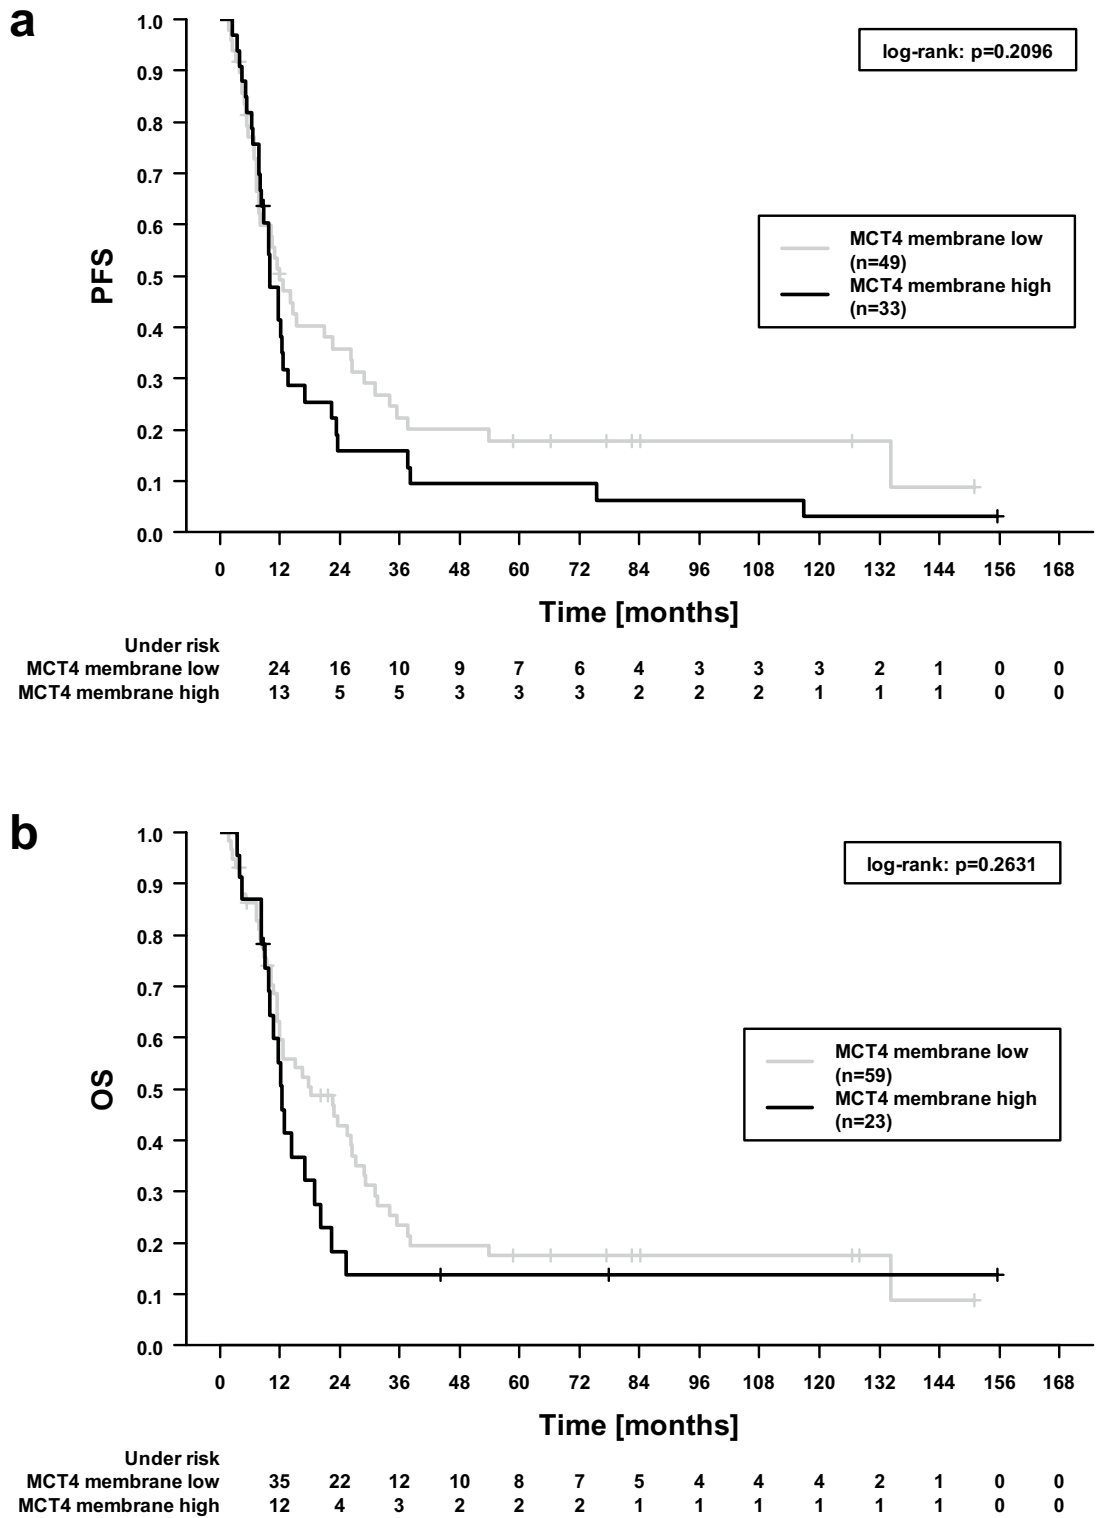 a
1.0
log-rank: p=0.2096
0.9
0.8
0.7
0.6
MCT4 membrane low
(n=49)
MCT4 membrane high
(n=33)
0.5
PFS
0.4
0.3
0.2
0.1
0.0
0 12 24 36 48 60 72 84 96 108 120 132 144 156 168
Time [months]
Under risk
MCT4 membrane low 24 16 10 9 7 6 4 3 3 3 2 1 0 0
MCT4 membrane high 13 5 5 3 3 3 2 2 2 1 1 1 0 0
b
1.0
log-rank: p=0.2631
0.9
0.8
0.7
0.6
MCT4 membrane low
(n=59)
MCT4 membrane high
(n=23)
0.5
OS
0.4
0.3
0.2
0.1
0.0
0 12 24 36 48 60 72 84 96 108 120 132 144 156 168
Time [months]
Under risk
MCT4 membrane low 35 22 12 10 8 7 5 4 4 4 2 1 0 0
MCT4 membrane high 12 4 3 2 2 2 1 1 1 1 1 1 0 0